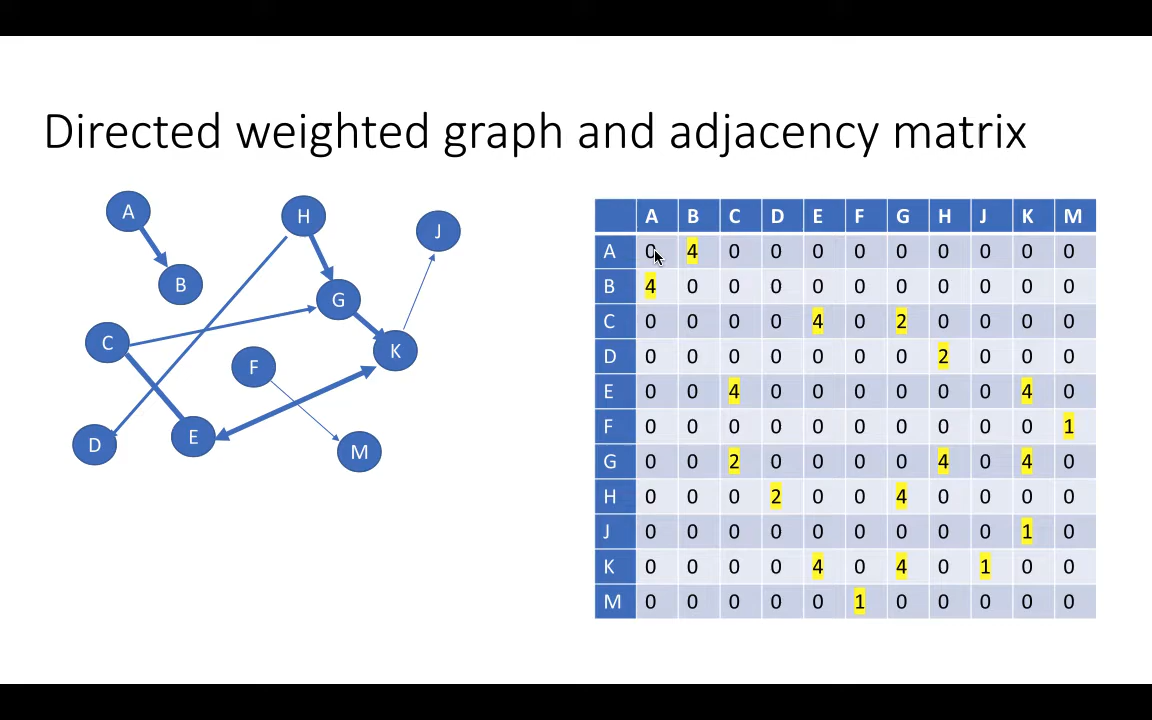 Directed weighted graph and adjacency matrix
A
H
J
B
G
C
K
F
D
E
M
A B C D E F G H J K M
A 0 4 0 0 0 0 0 0 0 0 0
B 4 0 0 0 0 0 0 0 0 0 0
C 0 0 0 0 4 0 2 0 0 0 0
D 0 0 0 0 0 0 0 2 0 0 0
E 0 0 4 0 0 0 0 0 0 4 0
F 0 0 0 0 0 0 0 0 0 0 1
G 0 0 2 0 0 0 0 4 0 4 0
H 0 0 0 2 0 0 4 0 0 0 0
J 0 0 0 0 0 0 0 0 0 1 0
K 0 0 0 0 4 0 4 0 1 0 0
M 0 0 0 0 0 1 0 0 0 0 0